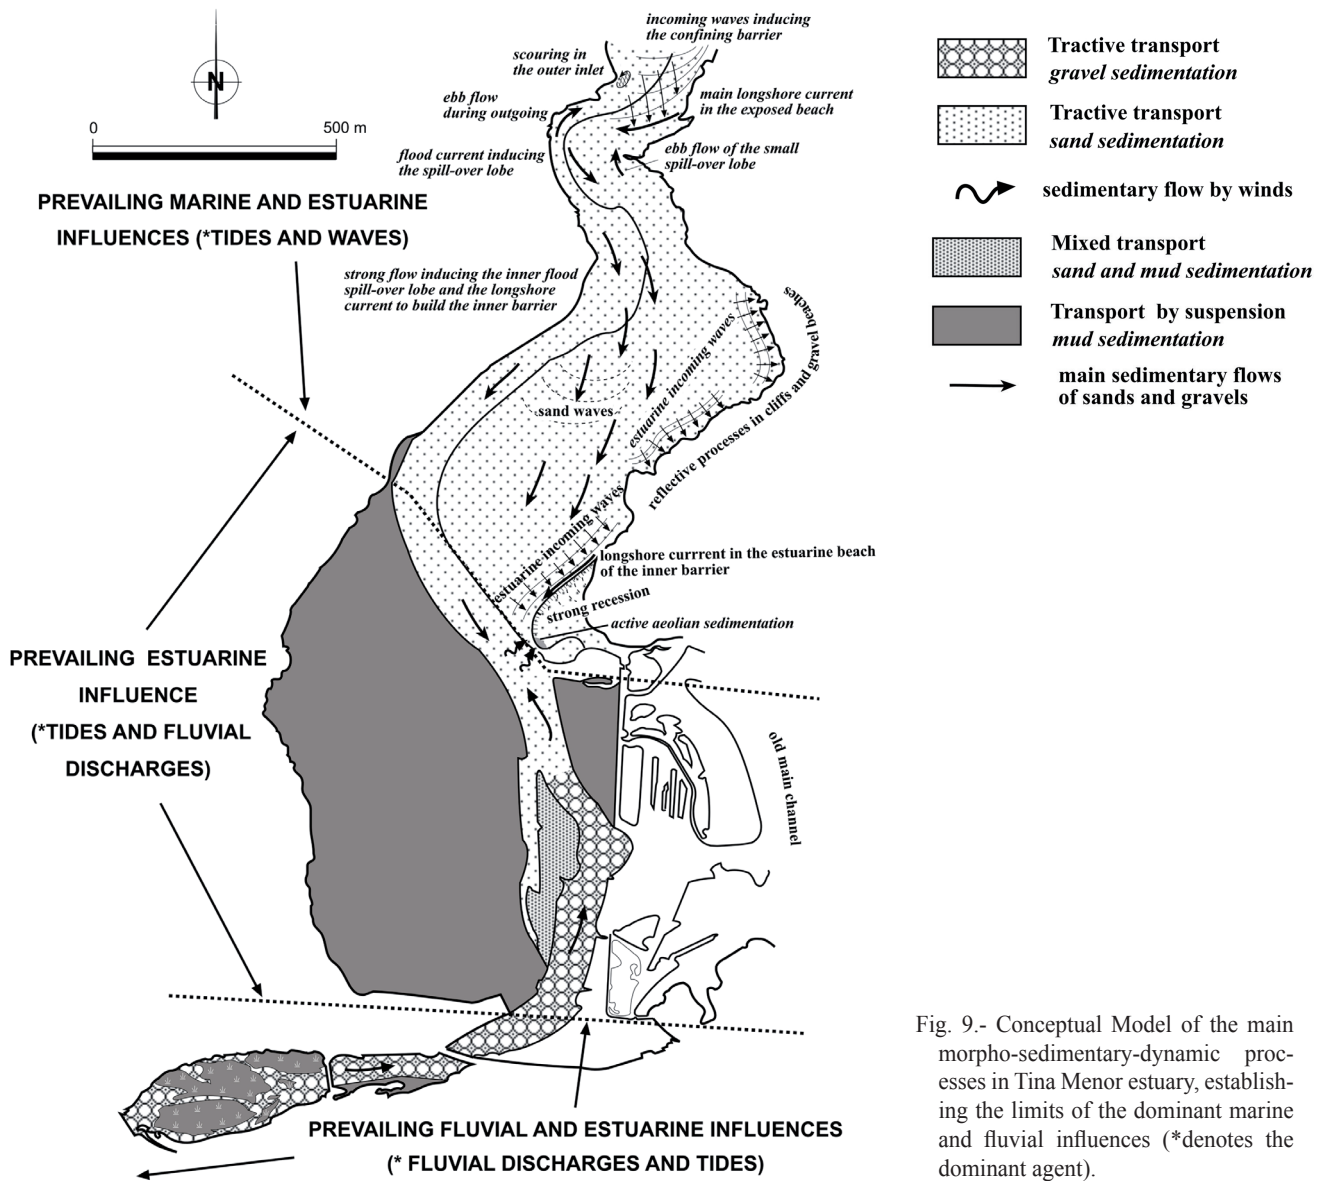 incoming waves inducing
the confining barrier
scouring in
the outer inlet
ebb flow
during outgoing
main longshore current
in the exposed beach
flood current inducing
the spill-over lobe
ebb flow of the small
spill-over lobe
N
0 500 m
PREVAILING MARINE AND ESTUARINE
INFLUENCES (*TIDES AND WAVES)
strong flow inducing the inner flood
spill-over lobe and the longshore
current to build the inner barrier
estuarine incoming waves
reflective processes in cliffs and gravel beaches
sand waves
estuarine incoming waves
longshore currrent in the estuarine beach
of the inner barrier
strong recession
active aeolian sedimentation
PREVAILING ESTUARINE
INFLUENCE
(*TIDES AND FLUVIAL
DISCHARGES)
old main channel
PREVAILING FLUVIAL AND ESTUARINE INFLUENCES
(* FLUVIAL DISCHARGES AND TIDES)
Tractive transport
gravel sedimentation
Tractive transport
sand sedimentation
sedimentary flow by winds
Mixed transport
sand and mud sedimentation
Transport by suspension
mud sedimentation
main sedimentary flows
of sands and gravels
Fig. 9.- Conceptual Model of the main
morpho-sedimentary-dynamic proc-
esses in Tina Menor estuary, establish-
ing the limits of the dominant marine
and fluvial influences (*denotes the
dominant agent).